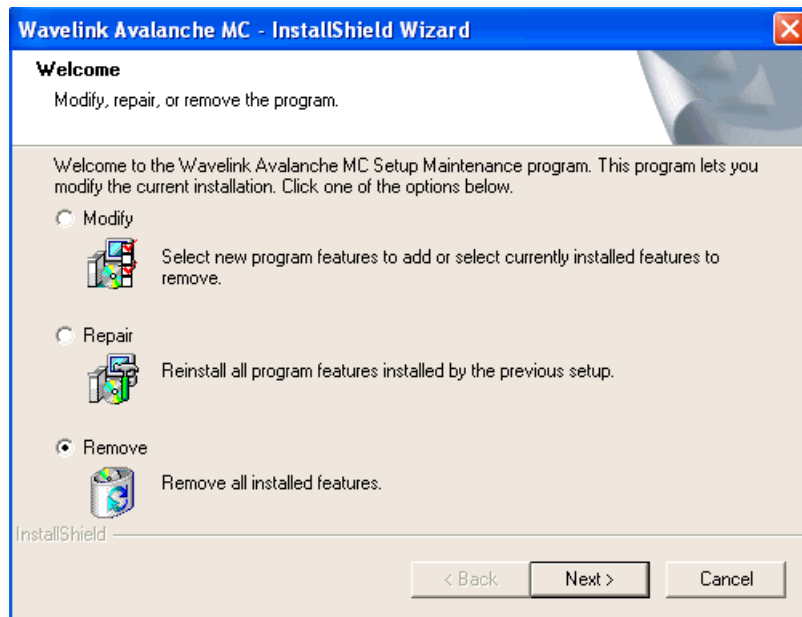 Wavelink Avalanche MC - InstallShield Wizard
Welcome
Modify, repair, or remove the program.
Welcome to the Wavelink Avalanche MC Setup Maintenance program. This program lets you
modify the current installation. Click one of the options below.
Modify
Select new program features to add or select currently installed features to
remove.
Repair
Reinstall all program features installed by the previous setup.
Remove
Remove all installed features.
InstallShield
< Back Next > Cancel